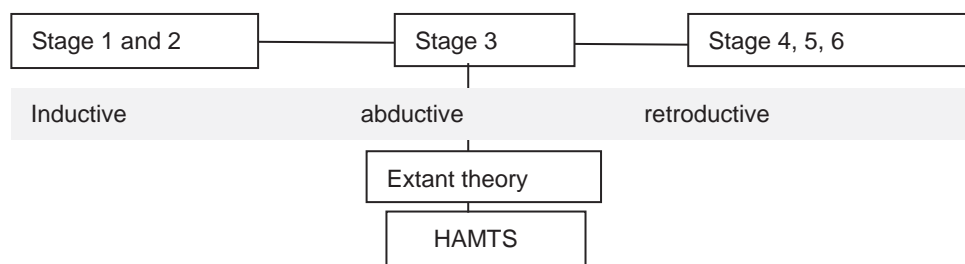 Stage 1 and 2 Stage 3 Stage 4, 5, 6
Inductive abductive retroductive
Extant theory
HAMTS